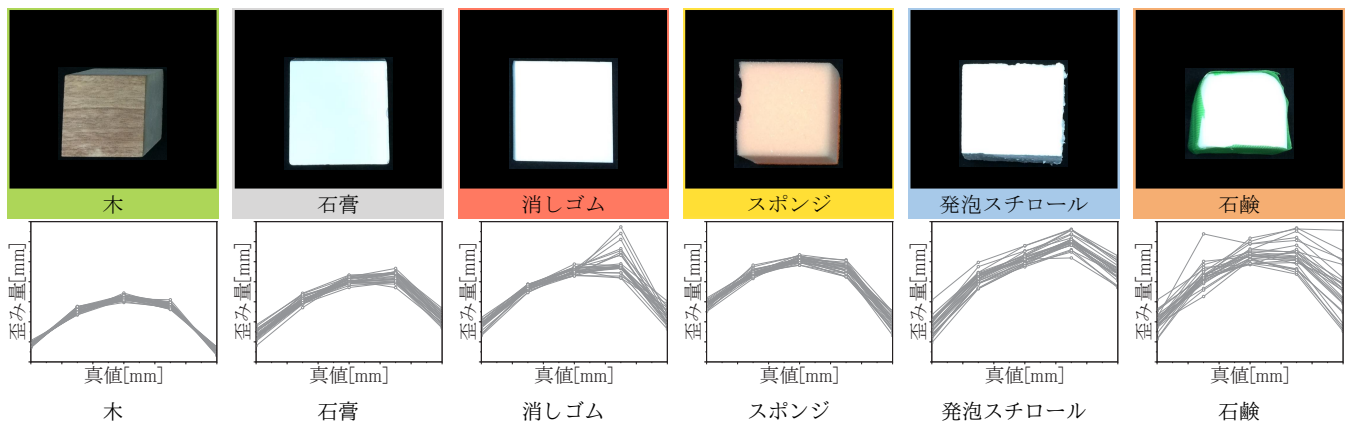 木
石膏
消しゴム
スポンジ
発泡スチロール
石鹸
歪み量[mm]
真値[mm]
歪み量[mm]
真値[mm]
歪み量[mm]
真値[mm]
歪み量[mm]
真値[mm]
歪み量[mm]
真値[mm]
歪み量[mm]
真値[mm]
木
石膏
消しゴム
スポンジ
発泡スチロール
石鹸